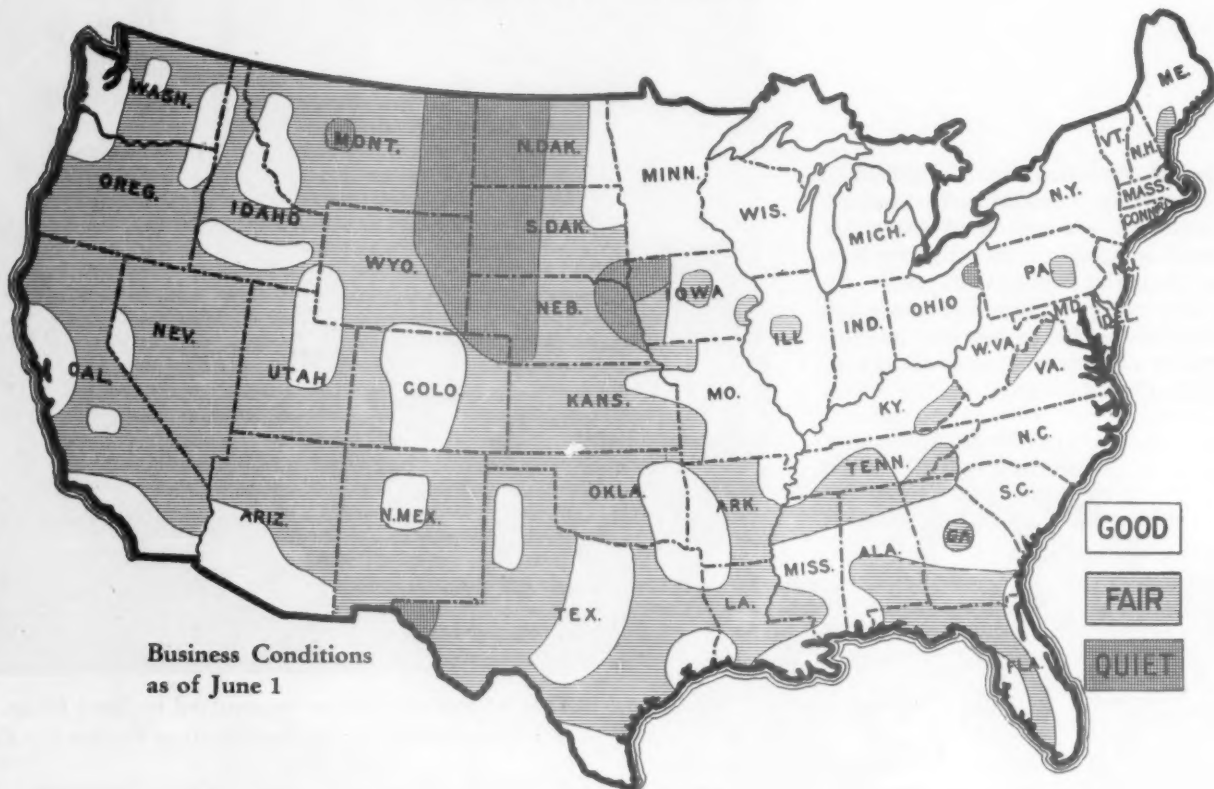 WASH.
MONT.
N.DAK.
MINN.
ME.
VT.
N.H.
OREG.
IDAHO
S.DAK.
WIS.
MICH.
N.Y.
MASS.
CONN.
WYO.
NEB.
IOWA
PA.
N.J.
NEV.
UTAH
COLO.
KANS.
MO.
ILL
IND.
OHIO
MD.
DEL.
W.VA.
VA.
CAL.
KY.
N.C.
ARIZ.
N.MEX.
OKLA.
ARK.
TENN.
S.C.
TEX.
LA.
MISS.
ALA.
GA
FLA.
GOOD
FAIR
QUIET
Business Conditions
as of June 1